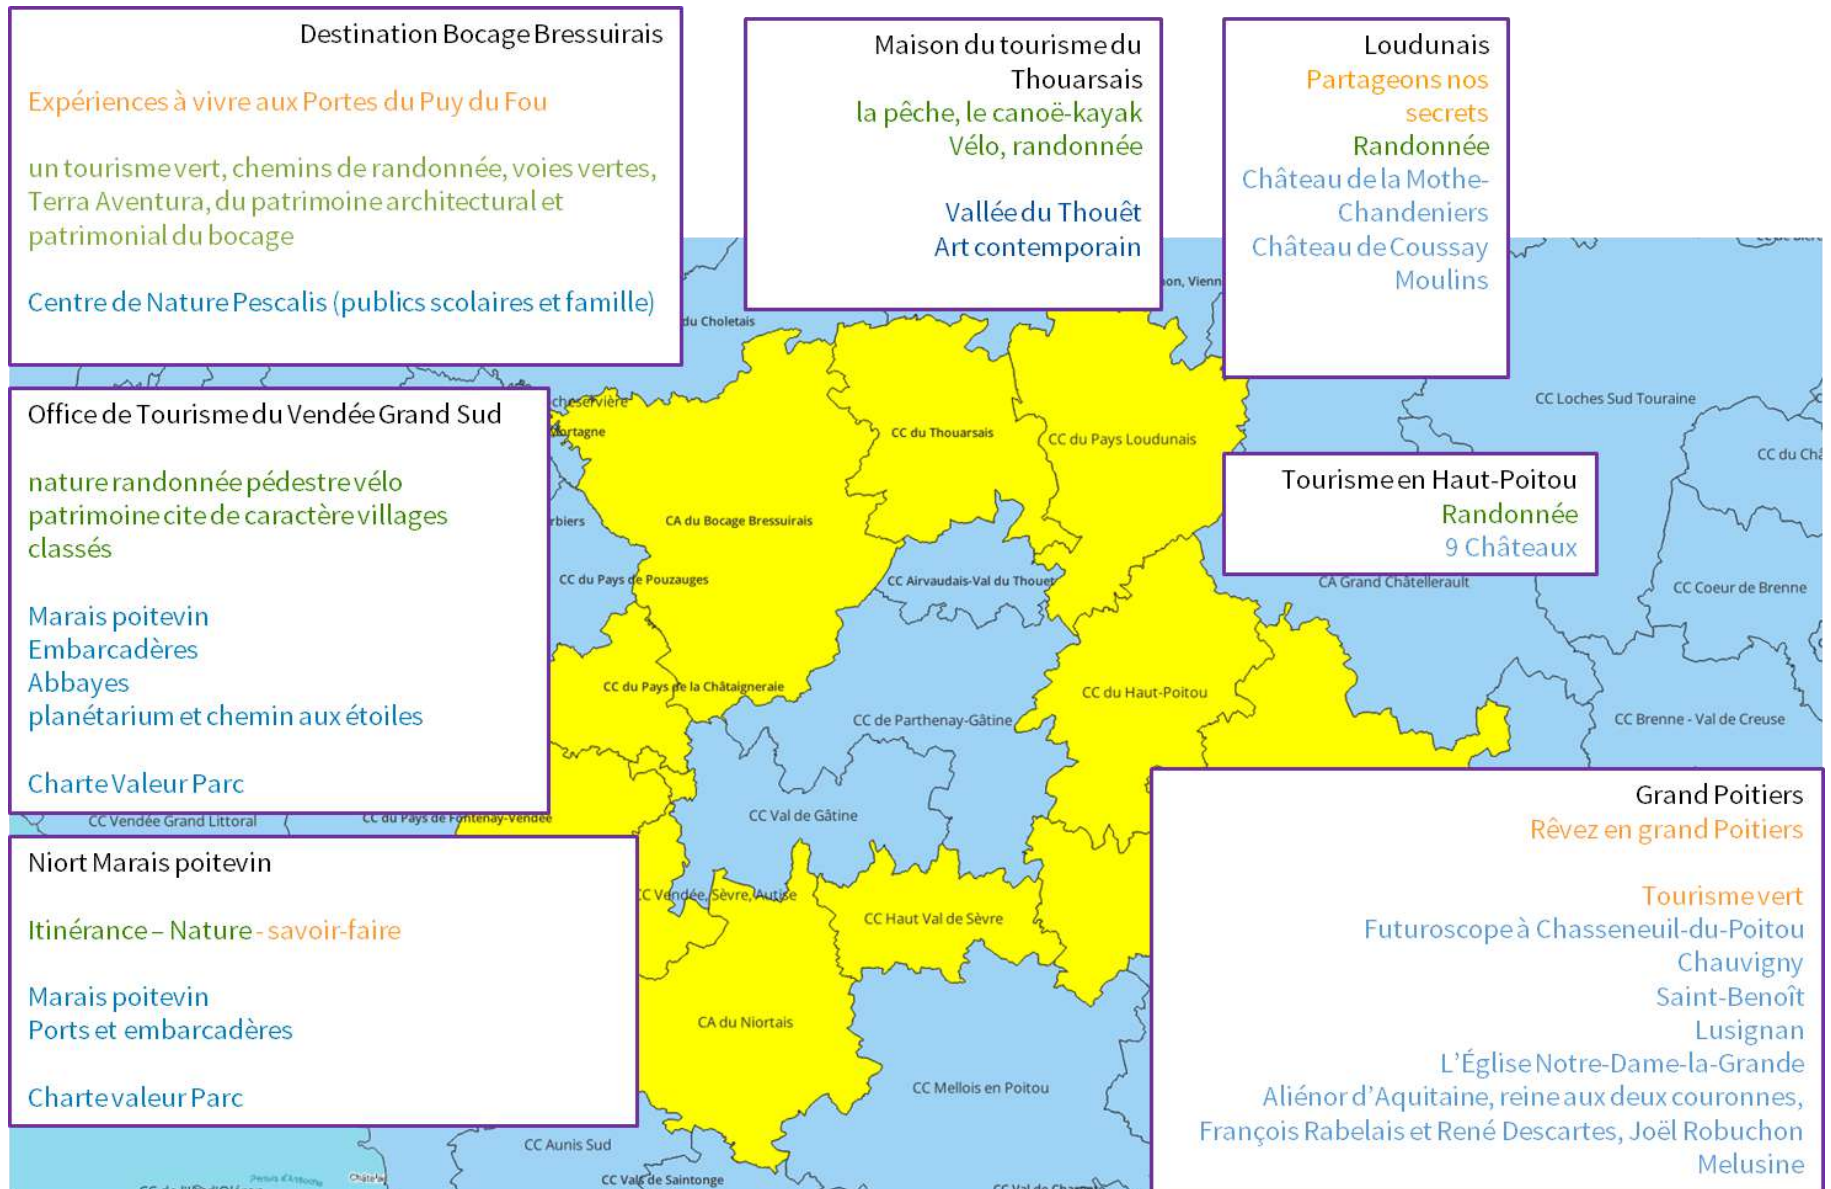 Destination Bocage Bressuirais
Expériences à vivre aux Portes du Puy du Fou
un tourisme vert, chemins de randonnée, voies vertes,
Terra Aventura, du patrimoine architectural et
patrimonial du bocage
Centre de Nature Pescalis (publics scolaires et famille)
Maison du tourisme du
Thouarsais
la pêche, le canoë-kayak
Vélo, randonnée
Vallée du Thouêt
Art contemporain
Loudunais
Partageons nos
secrets
Randonnée
Château de la Mothe-
Chandeniers
Château de Coussay
Moulins
Office de Tourisme du Vendée Grand Sud
nature randonnée pédestre vélo
patrimoine cite de caractère villages
classés
Marais poitevin
Embarcadères
Abbayes
planétarium et chemin aux étoiles
Charte Valeur Parc
Tourisme en Haut-Poitou
Randonnée
9 Châteaux
Niort Marais poitevin
Itinérance – Nature - savoir-faire
Marais poitevin
Ports et embarcadères
Charte valeur Parc
Grand Poitiers
Rêvez en grand Poitiers
Tourisme vert
Futuroscope à Chasseneuil-du-Poitou
Chauvigny
Saint-Benoît
Lusignan
L'Église Notre-Dame-la-Grande
Aliénor d'Aquitaine, reine aux deux couronnes,
François Rabelais et René Descartes, Joël Robuchon
Melusine
du Choletais
CC Loches Sud Touraine
CC du Thouarsais
CC du Pays Loudunais
CA du Bocage Bressuirais
CC du Pays de Pouzauges
CC Airvaudais-Val du Thouet
CA Grand Châtellerault
CC Coeur de Brenne
CC du Pays de la Châtaigneraie
CC du Haut-Poitou
CC de Parthenay-Gâtine
CC Brenne - Val de Creuse
CC Val de Gâtine
CC Vendée Grand Littoral
CC du Pays de Fontenay-Vendée
CC Vendée, Sèvre, Autise
CC Haut Val de Sèvre
CA du Niortais
CC Mellois en Poitou
CC Aunis Sud
CC Vals de Saintonge